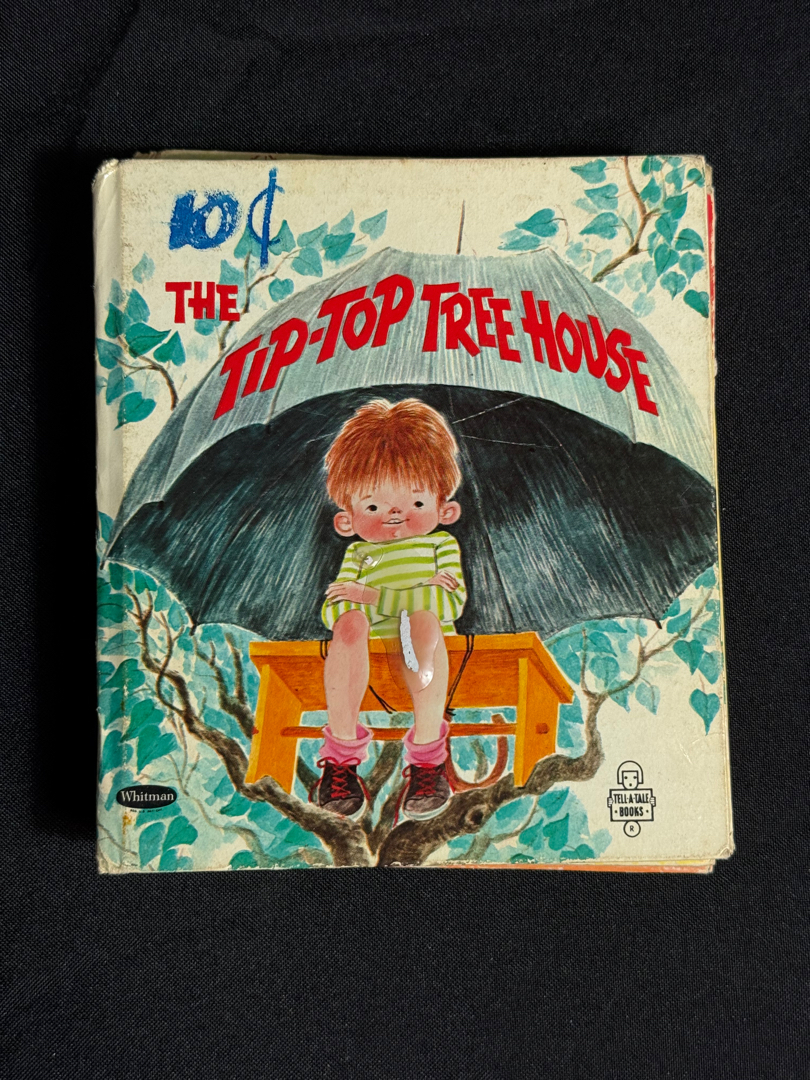 10¢
THE
TIP-TOP TREE HOUSE
Whitman
TELL-A-TALE
BOOKS
R